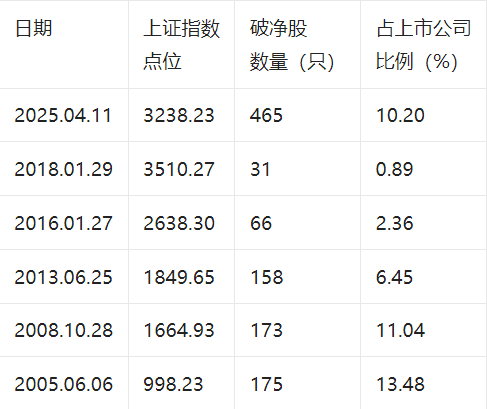 日期 上证指数 破净股 占上市公司
点位 数量（只） 比例（%）
2025.04.11 3238.23 465 10.20
2018.01.29 3510.27 31 0.89
2016.01.27 2638.30 66 2.36
2013.06.25 1849.65 158 6.45
2008.10.28 1664.93 173 11.04
2005.06.06 998.23 175 13.48